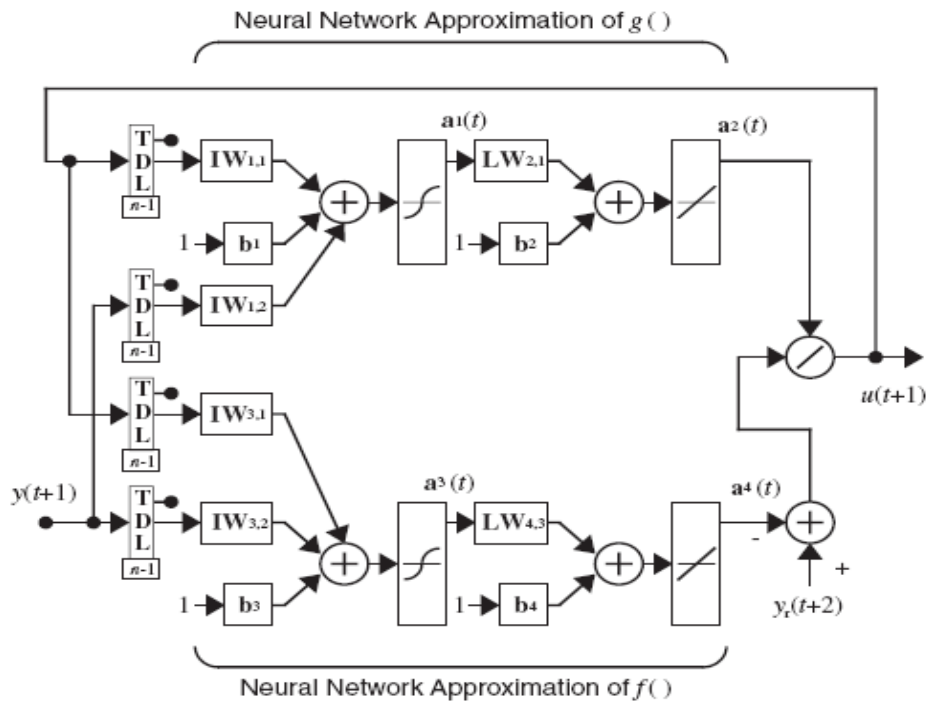 Neural Network Approximation of g ( )
a1(t)
a2 (t)
T
D
L
n-1
IW1,1
LW2,1
1
b1
1
b2
T
D
L
n-1
IW1,2
u(t+1)
T
D
L
n-1
IW3,1
y(t+1)
a3 (t)
a4 (t)
T
D
L
n-1
IW3,2
LW4,3
-
+
1
b3
1
b4
yr(t+2)
Neural Network Approximation of f ( )